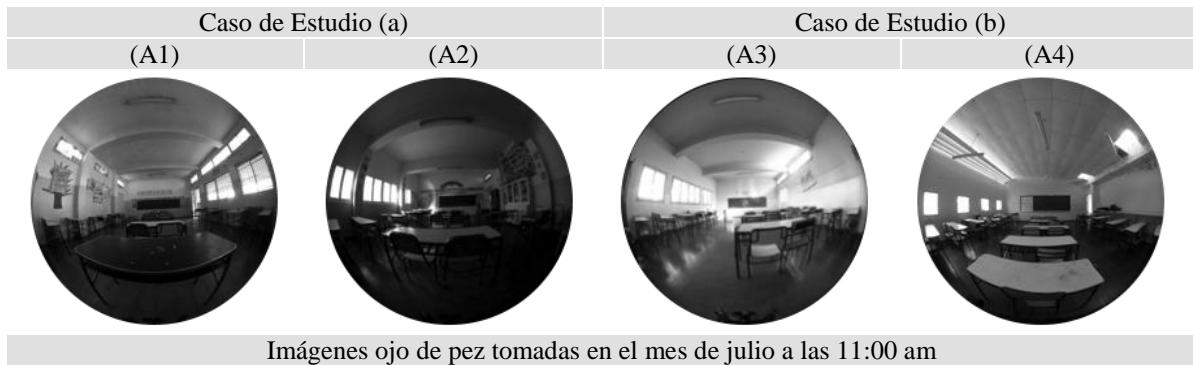 Caso de Estudio (a)
Caso de Estudio (b)
(A1)
(A2)
(A3)
(A4)
Imágenes ojo de pez tomadas en el mes de julio a las 11:00 am